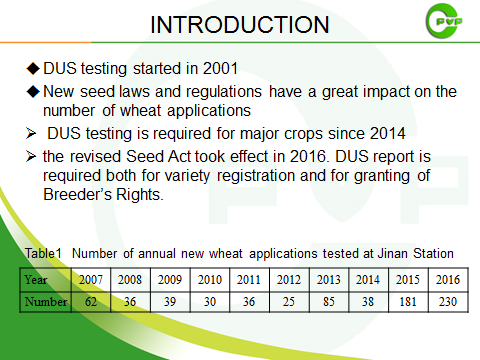 INTRODUCTION
PVP
◆ DUS testing started in 2001
◆ New seed laws and regulations have a great impact on the
number of wheat applications
➢ DUS testing is required for major crops since 2014
➢ the revised Seed Act took effect in 2016. DUS report is
required both for variety registration and for granting of
Breeder's Rights.
Table1 Number of annual new wheat applications tested at Jinan Station
Year 2007 2008 2009 2010 2011 2012 2013 2014 2015 2016
Number 62 36 39 30 36 25 85 38 181 230